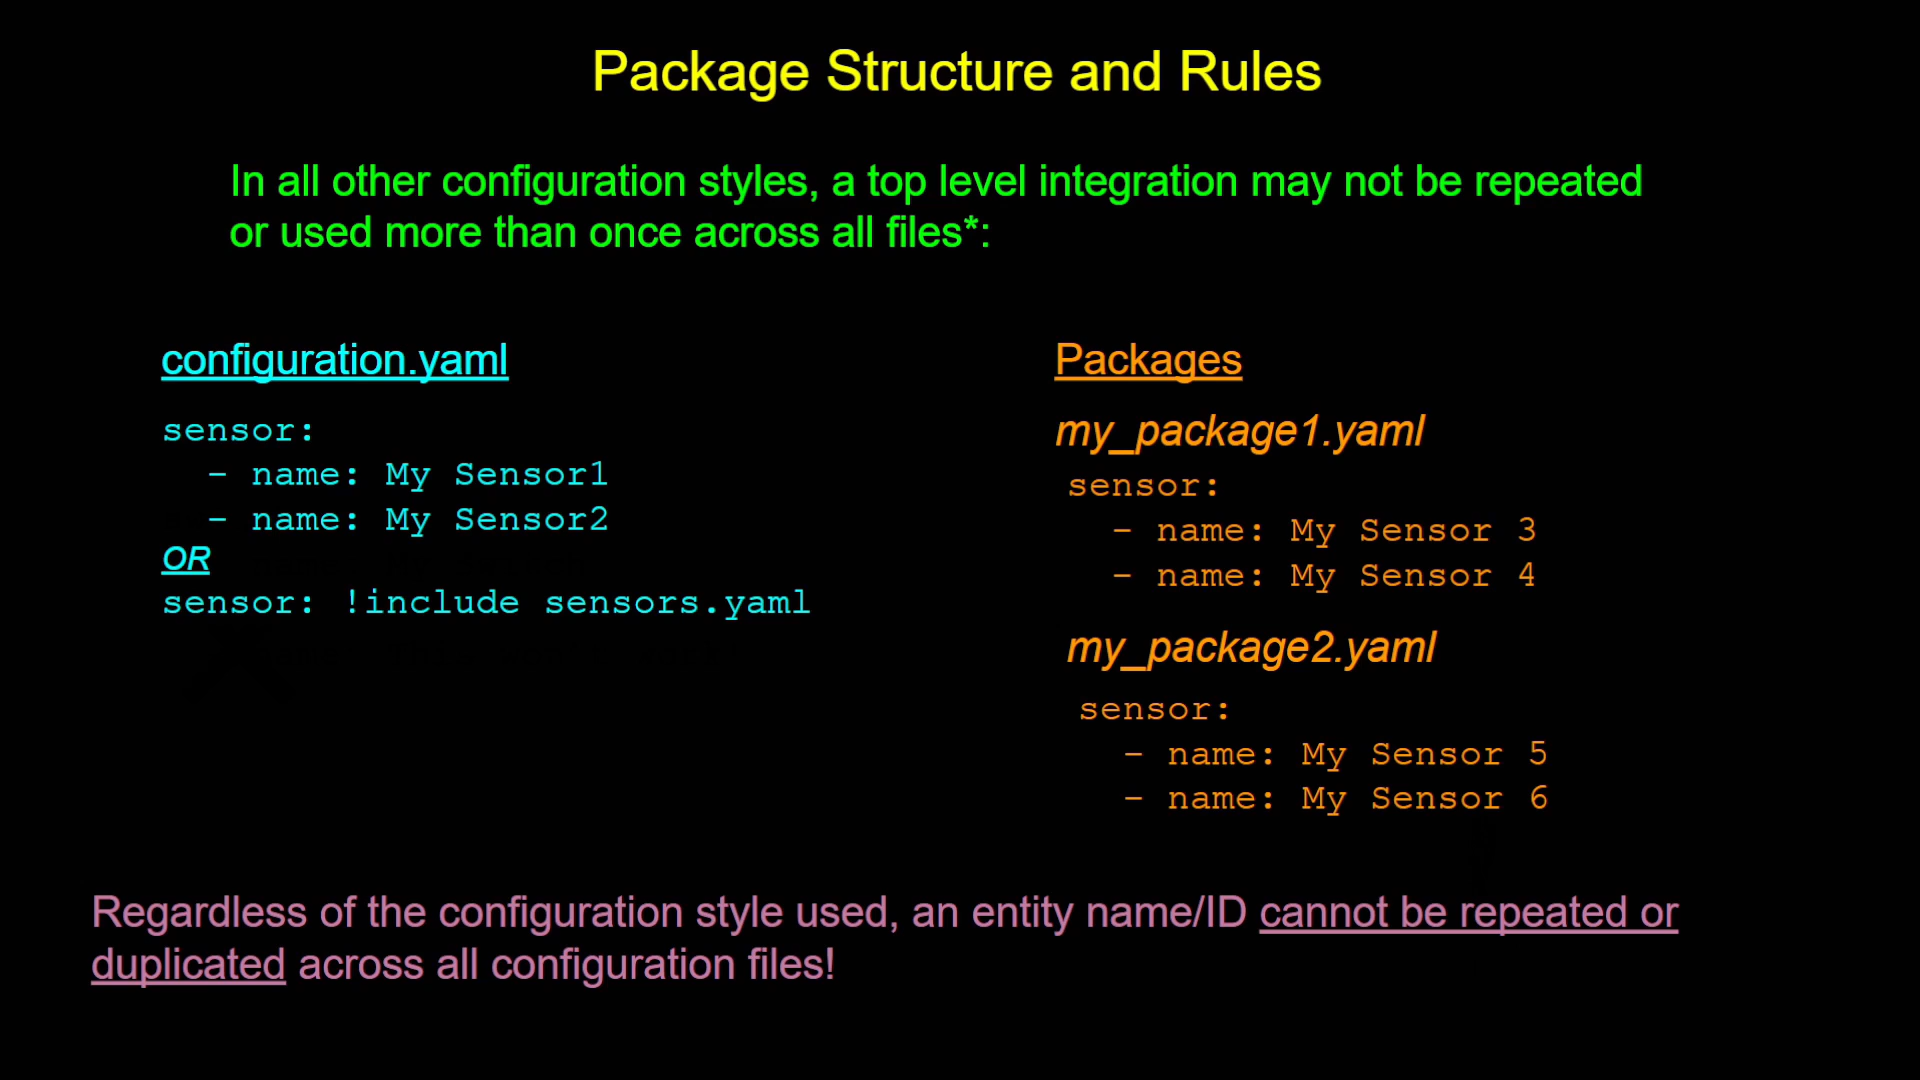 Package Structure and Rules
In all other configuration styles, a top level integration may not be repeated
or used more than once across all files*:
configuration.yaml
sensor:
  - name: My Sensor1
  - name: My Sensor2
OR
sensor: !include sensors.yaml
Packages
my_package1.yaml
sensor:
  - name: My Sensor 3
  - name: My Sensor 4
my_package2.yaml
sensor:
  - name: My Sensor 5
  - name: My Sensor 6
Regardless of the configuration style used, an entity name/ID cannot be repeated or
duplicated across all configuration files!